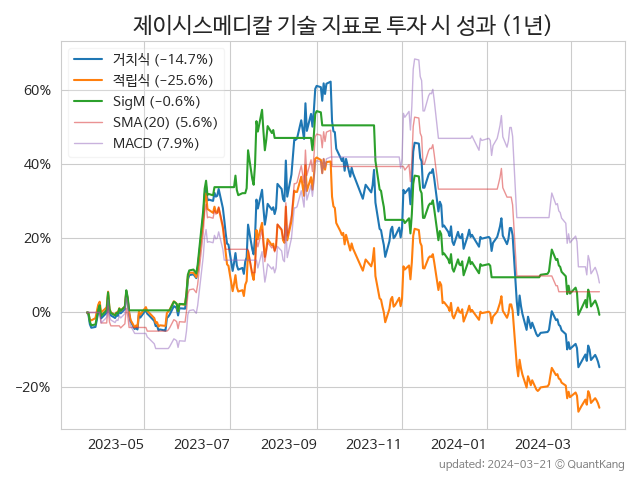 제이시스메디칼 기술 지표로 투자 시 성과 (1년)
거치식 (−14.7%)
적립식 (−25.6%)
SigM (−0.6%)
SMA(20) (5.6%)
MACD (7.9%)
60%
40%
20%
0%
−20%
2023-05 2023-07 2023-09 2023-11 2024-01 2024-03
updated: 2024-03-21 © QuantKang